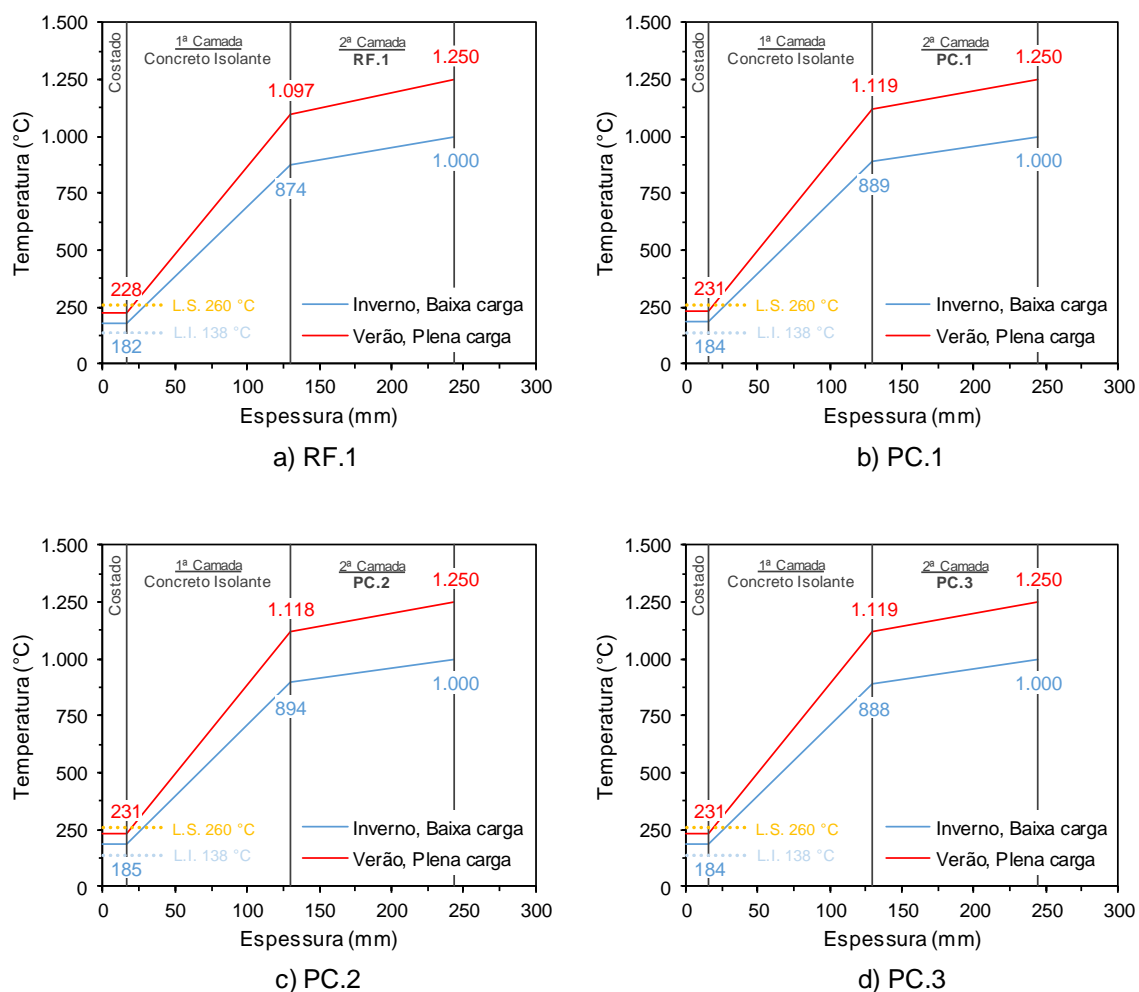 1.500
1.250
1.000
750
500
250
0
Temperatura (°C)
Costado
1ª Camada
Concreto Isolante
2ª Camada
RF.1
1.250
1.097
1.000
874
228
L.S. 260 °C
L.I. 138 °C
182
Inverno, Baixa carga
Verão, Plena carga
0 50 100 150 200 250 300
Espessura (mm)
a) RF.1
1.500
1.250
1.000
750
500
250
0
Temperatura (°C)
Costado
1ª Camada
Concreto Isolante
2ª Camada
PC.1
1.250
1.119
1.000
889
231
L.S. 260 °C
L.I. 138 °C
184
Inverno, Baixa carga
Verão, Plena carga
0 50 100 150 200 250 300
Espessura (mm)
b) PC.1
1.500
1.250
1.000
750
500
250
0
Temperatura (°C)
Costado
1ª Camada
Concreto Isolante
2ª Camada
PC.2
1.250
1.118
1.000
894
231
L.S. 260 °C
L.I. 138 °C
185
Inverno, Baixa carga
Verão, Plena carga
0 50 100 150 200 250 300
Espessura (mm)
c) PC.2
1.500
1.250
1.000
750
500
250
0
Temperatura (°C)
Costado
1ª Camada
Concreto Isolante
2ª Camada
PC.3
1.250
1.119
1.000
888
231
L.S. 260 °C
L.I. 138 °C
184
Inverno, Baixa carga
Verão, Plena carga
0 50 100 150 200 250 300
Espessura (mm)
d) PC.3